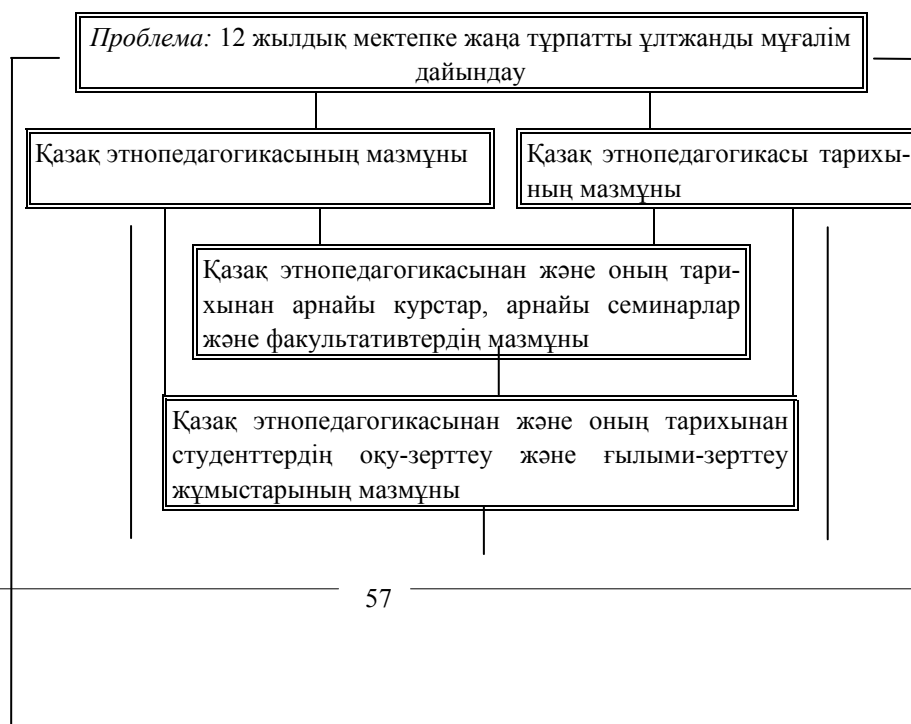 Проблема: 12 жылдық мектепке жаңа тұрпатты ұлтжанды мұғалім
дайындау
Қазақ этнопедагогикасының мазмұны
Қазақ этнопедагогикасы тарихы-
ның мазмұны
Қазақ этнопедагогикасынан және оның тари-
хынан арнайы курстар, арнайы семинарлар
және факультативтердің мазмұны
Қазақ этнопедагогикасынан және оның тарихынан
студенттердің оқу-зерттеу және ғылыми-зерттеу
жұмыстарының мазмұны
57